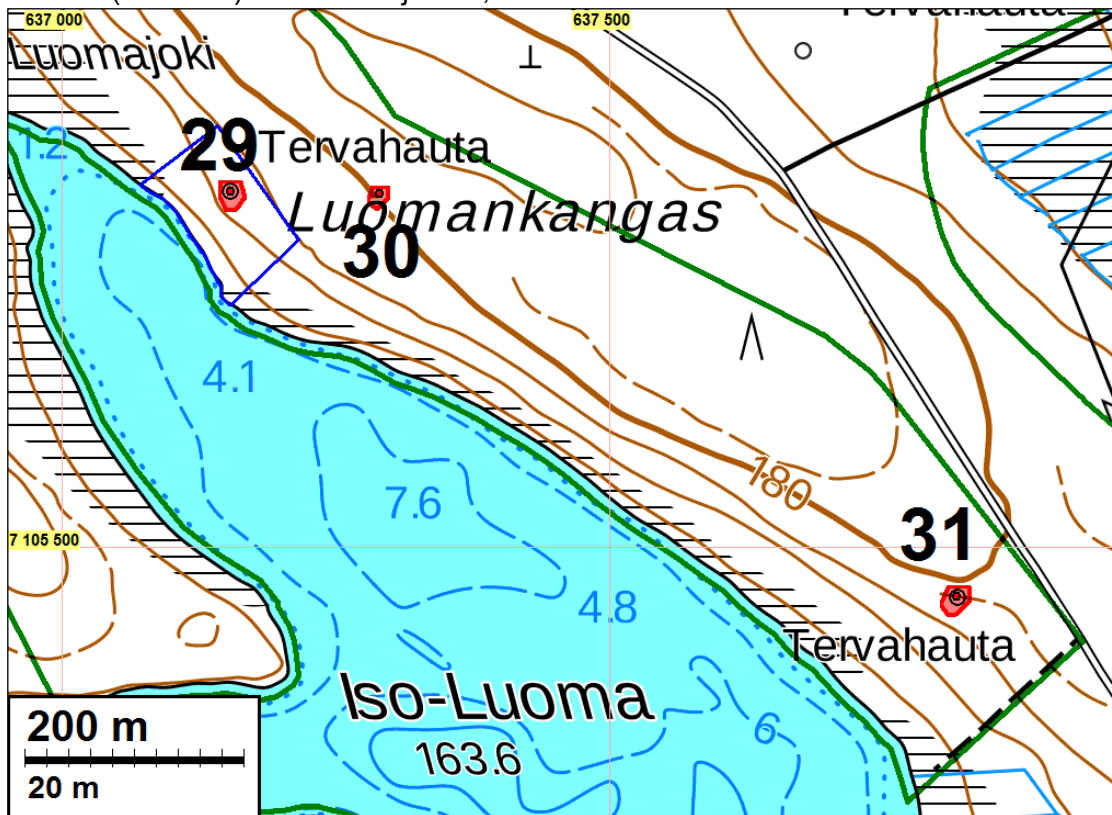 637 000
637 500
Luomajoki
1.2
29
Tervahauta
Luomankangas
30
4.1
180
7.6
31
7 105 500
4.8
Tervahauta
Iso-Luoma
6
163.6
200 m
20 m